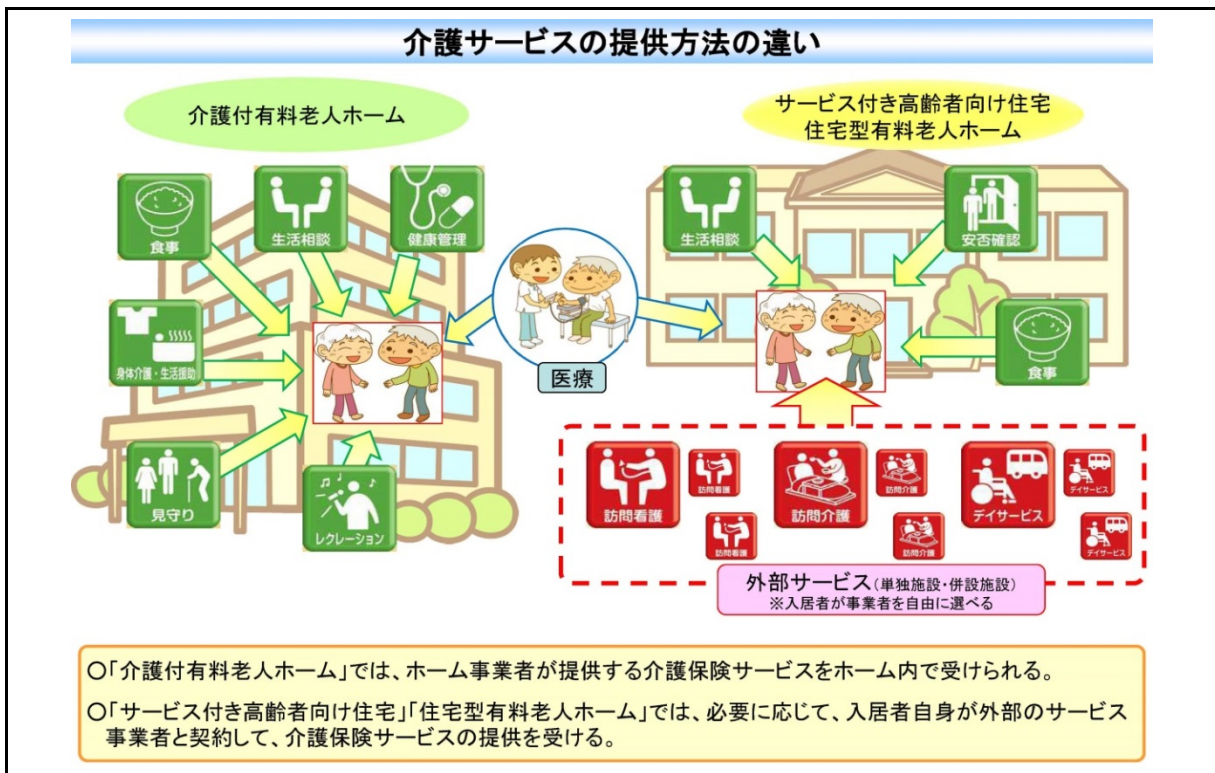 介護サービスの提供方法の違い
介護付有料老人ホーム
食事
生活相談
健康管理
身体介護・生活援助
見守り
レクレーション
医療
サービス付き高齢者向け住宅
住宅型有料老人ホーム
生活相談
安否確認
食事
訪問看護
訪問看護
訪問看護
訪問介護
訪問介護
訪問介護
デイサービス
デイサービス
デイサービス
外部サービス(単独施設・併設施設)
※入居者が事業者を自由に選べる
○「介護付有料老人ホーム」では、ホーム事業者が提供する介護保険サービスをホーム内で受けられる。
○「サービス付き高齢者向け住宅」「住宅型有料老人ホーム」では、必要に応じて、入居者自身が外部のサービス
事業者と契約して、介護保険サービスの提供を受ける。